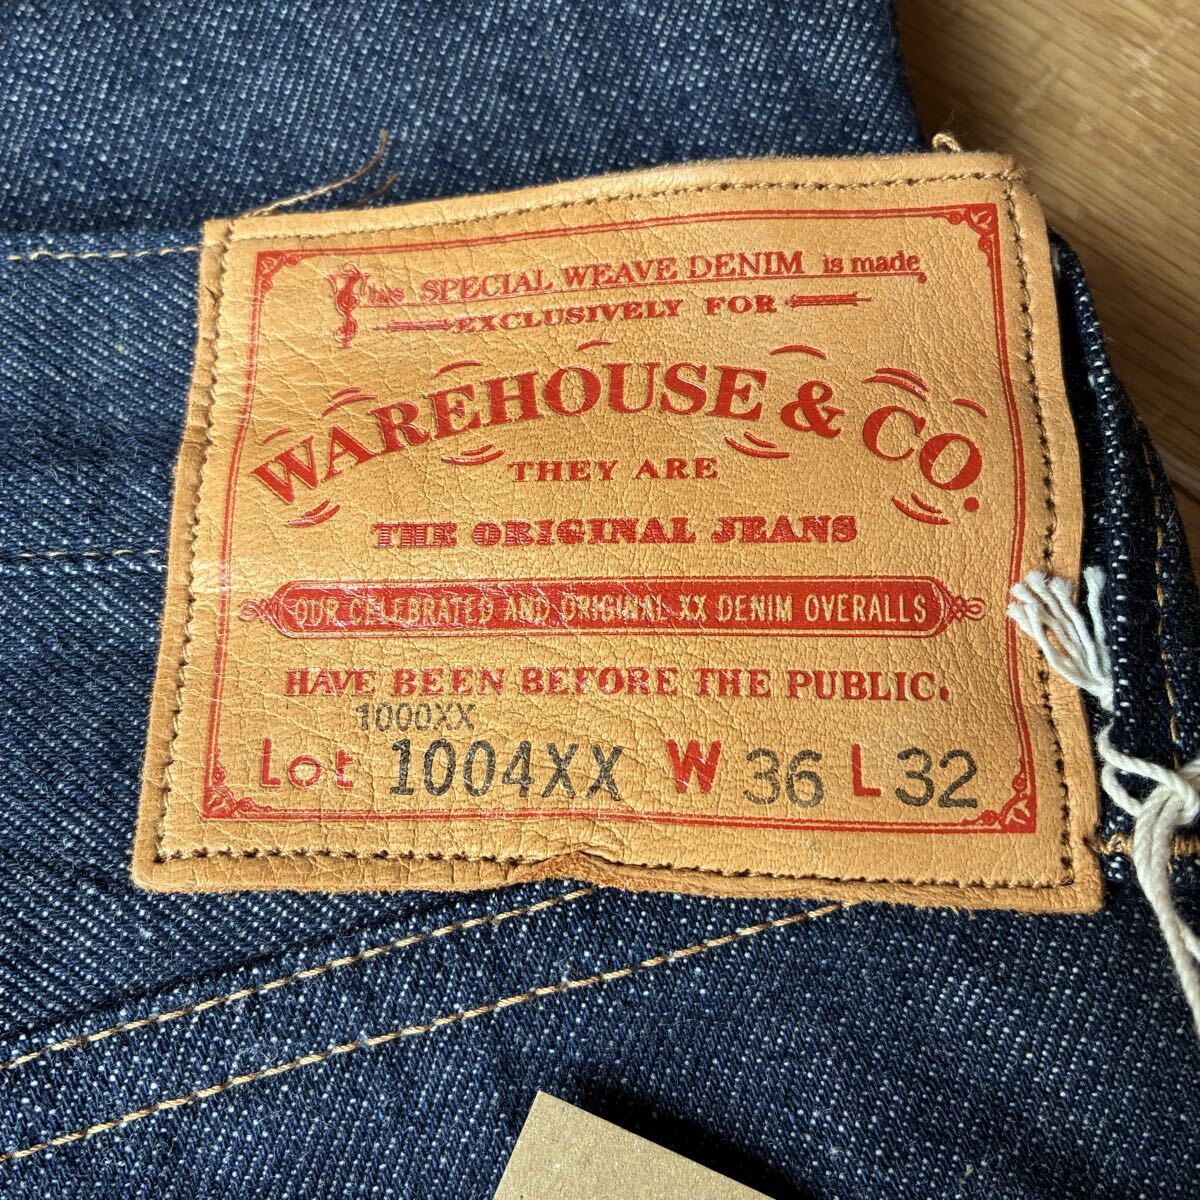 This SPECIAL WEAVE DENIM is made
EXCLUSIVELY FOR
WAREHOUSE & CO.
THEY ARE
THE ORIGINAL JEANS
OUR CELEBRATED AND ORIGINAL XX DENIM OVERALLS
HAVE BEEN BEFORE THE PUBLIC.
1000XX
Lot 1004XX W 36 L 32